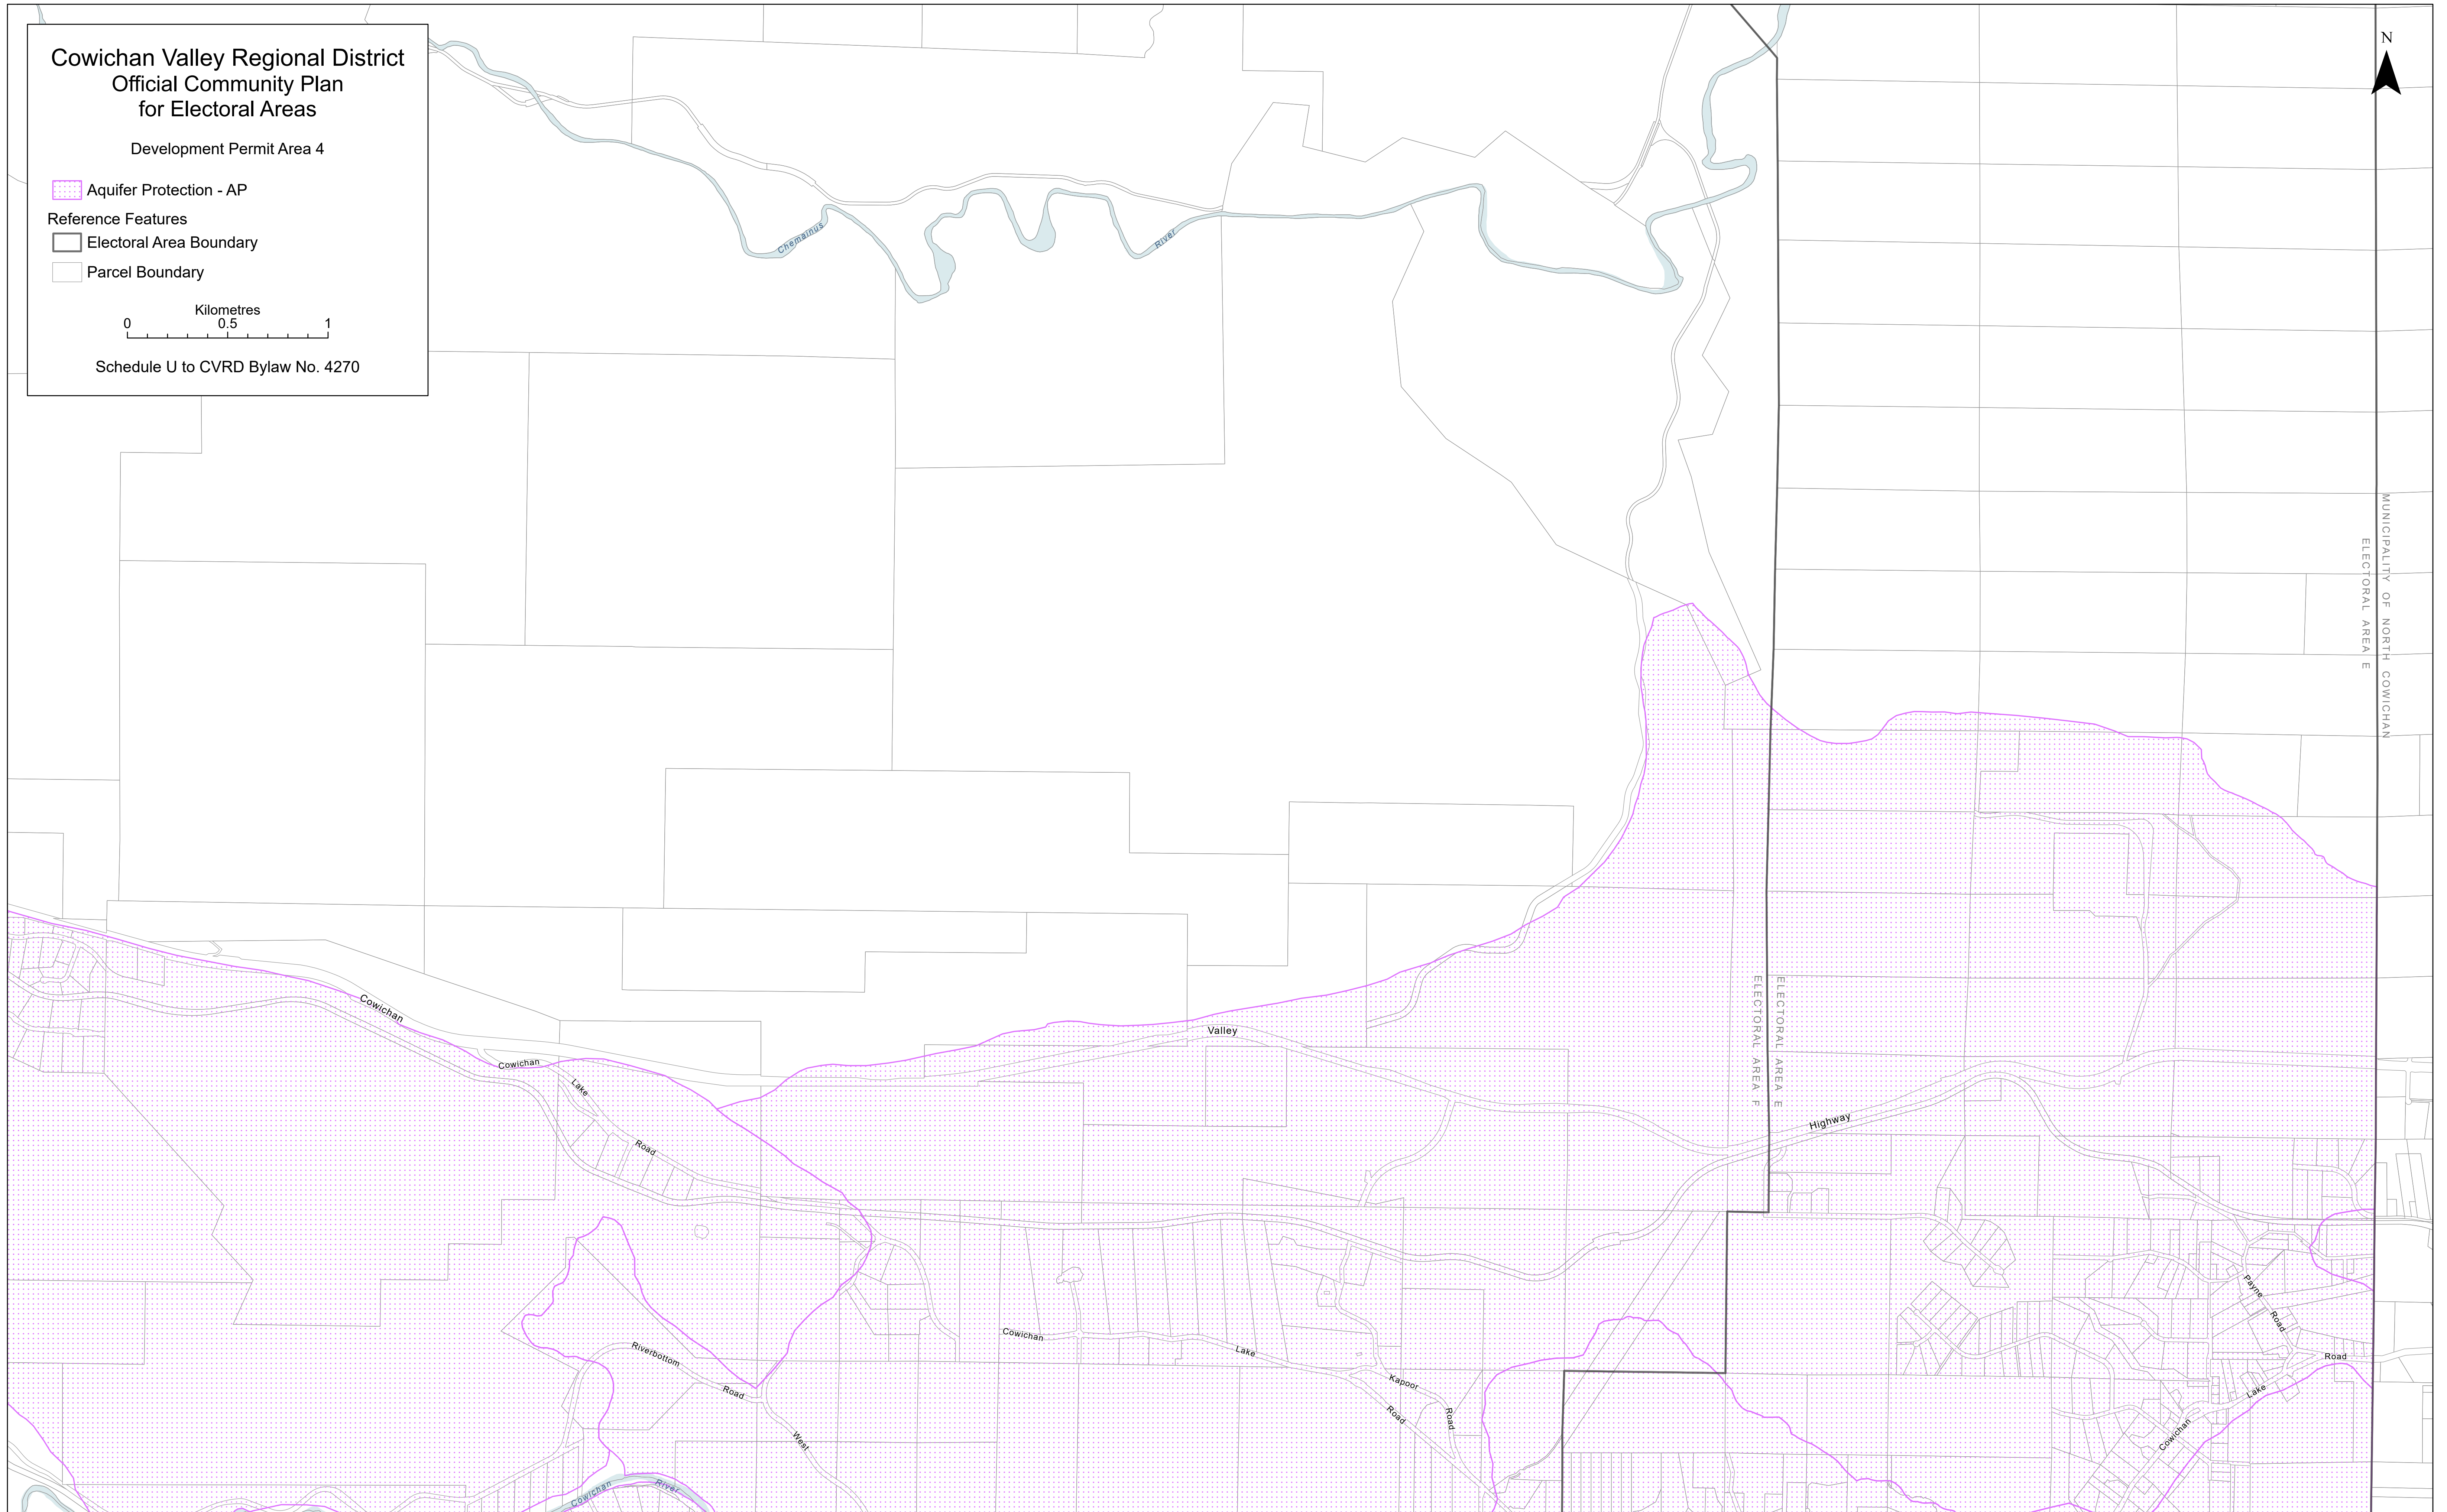 Cowichan Valley Regional District
Official Community Plan
for Electoral Areas
Development Permit Area 4
Aquifer Protection - AP
Reference Features
Electoral Area Boundary
Parcel Boundary
Kilometres
0 0.5 1
Schedule U to CVRD Bylaw No. 4270
N
Chemainus
River
MUNICIPALITY OF NORTH COWICHAN
ELECTORAL AREA E
ELECTORAL AREA F
ELECTORAL AREA E
Cowichan
Valley
Highway
Cowichan
Lake
Road
Cowichan
Lake
Road
Kapoor
Road
Riverbottom
Road
West
Cowichan
River
Payne
Road
Road
Lake
Cowichan